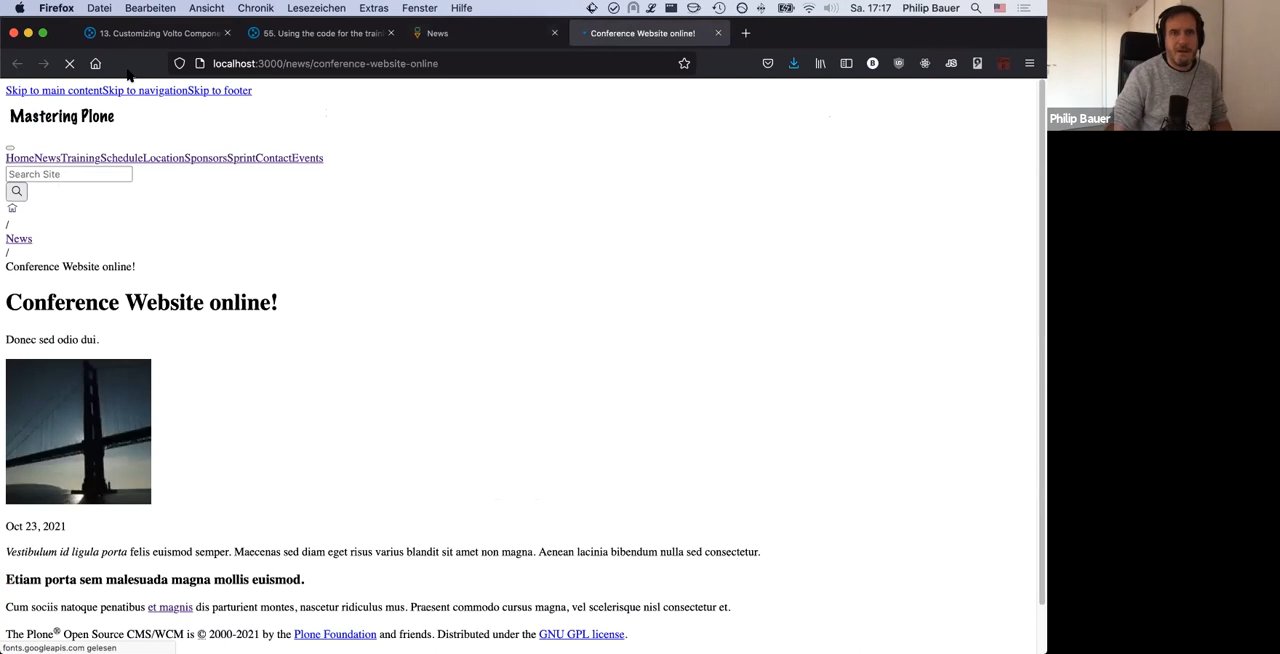 Firefox Datei Bearbeiten Ansicht Chronik Lesezeichen Extras Fenster Hilfe Sa. 17:17 Philip Bauer
13. Customizing Volto Compone
55. Using the code for the train
News
Conference Website online!
localhost:3000/news/conference-website-online
Skip to main contentSkip to navigationSkip to footer
Mastering Plone
HomeNewsTrainingScheduleLocationSponsorsSprintContactEvents
Search Site
/
News
/
Conference Website online!
Conference Website online!
Donec sed odio dui.
Oct 23, 2021
Vestibulum id ligula porta felis euismod semper. Maecenas sed diam eget risus varius blandit sit amet non magna. Aenean lacinia bibendum nulla sed consectetur.
Etiam porta sem malesuada magna mollis euismod.
Cum sociis natoque penatibus et magnis dis parturient montes, nascetur ridiculus mus. Praesent commodo cursus magna, vel scelerisque nisl consectetur et.
The Plone® Open Source CMS/WCM is © 2000-2021 by the Plone Foundation and friends. Distributed under the GNU GPL license.
fonts.googleapis.com gelesen
Philip Bauer